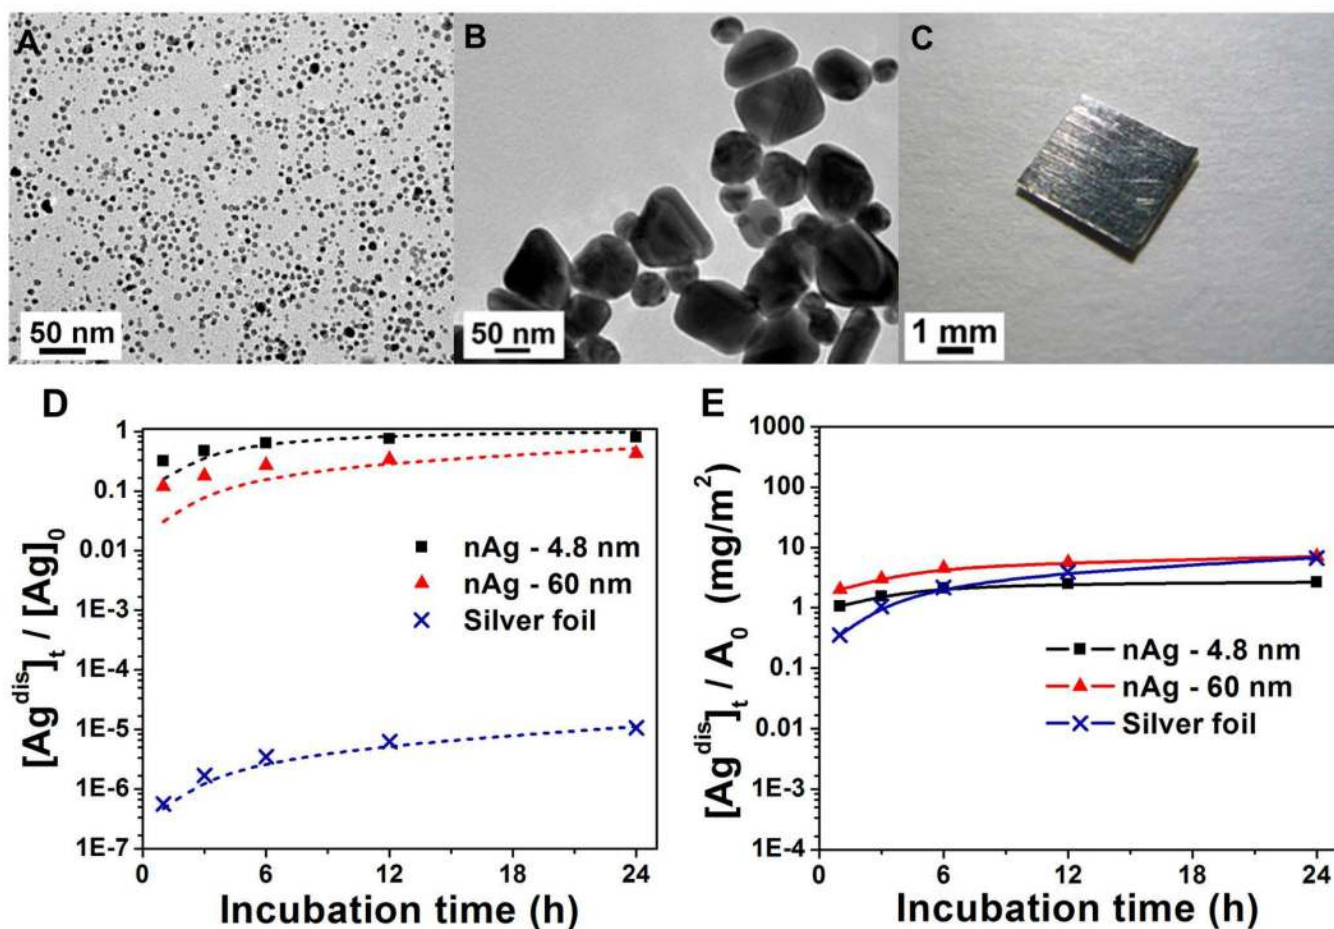 A
B
C
50 nm
50 nm
1 mm
D
E
[Ag^dis]_t / [Ag]_0
1
0.1
0.01
1E-3
1E-4
1E-5
1E-6
1E-7
nAg - 4.8 nm
nAg - 60 nm
Silver foil
0 6 12 18 24
Incubation time (h)
[Ag^dis]_t / A_0 (mg/m^2)
1000
100
10
1
0.1
0.01
1E-3
1E-4
nAg - 4.8 nm
nAg - 60 nm
Silver foil
0 6 12 18 24
Incubation time (h)